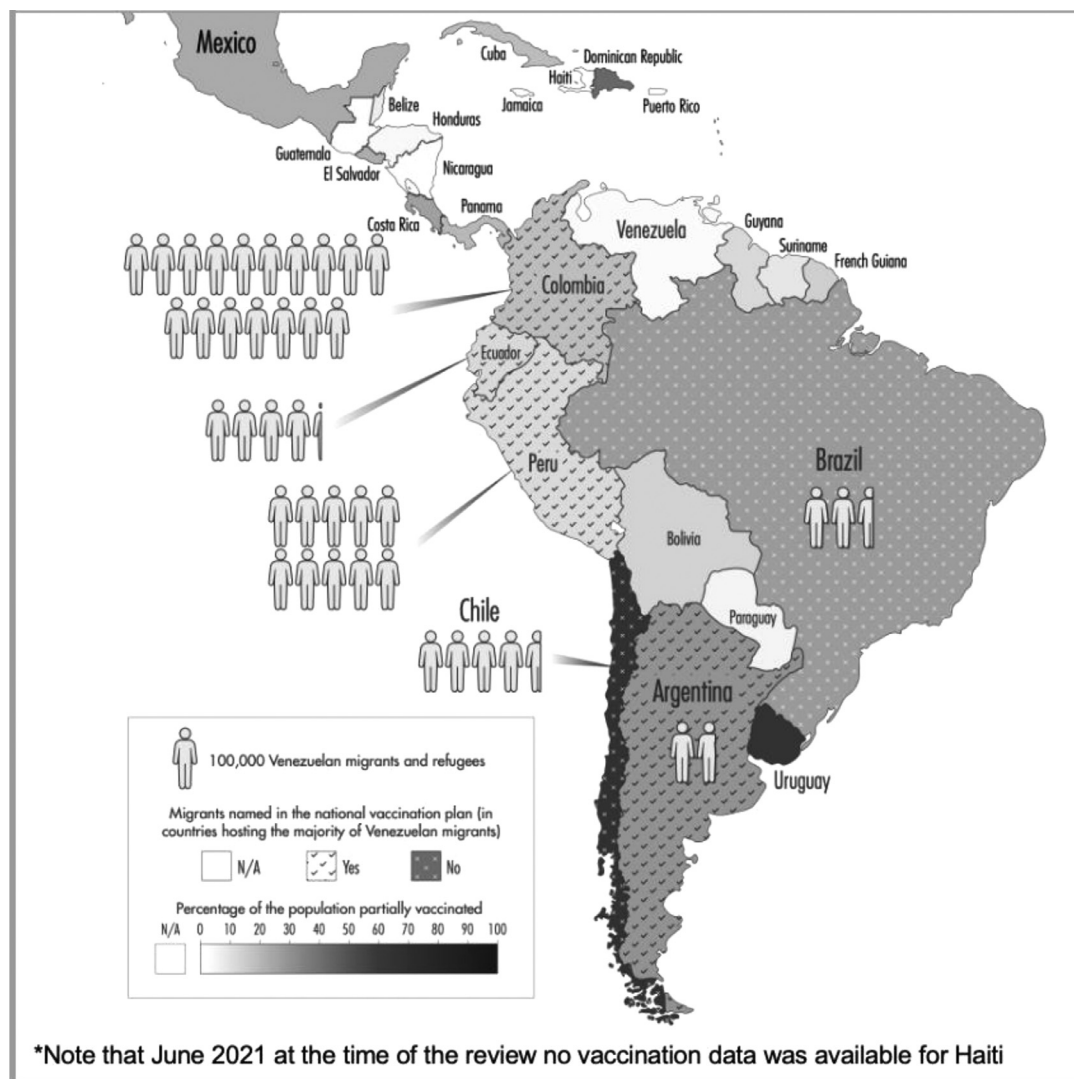 Mexico
Cuba
Dominican Republic
Haiti
Jamaica
Puerto Rico
Belize
Honduras
Guatemala
El Salvador
Nicaragua
Costa Rica
Panama
Venezuela
Guyana
Suriname
French Guiana
Colombia
Ecuador
Peru
Brazil
Bolivia
Paraguay
Chile
Argentina
Uruguay
100,000 Venezuelan migrants and refugees
Migrants named in the national vaccination plan (in
countries hosting the majority of Venezuelan migrants)
N/A Yes No
Percentage of the population partially vaccinated
N/A 0 10 20 30 40 50 60 70 80 90 100
*Note that June 2021 at the time of the review no vaccination data was available for Haiti